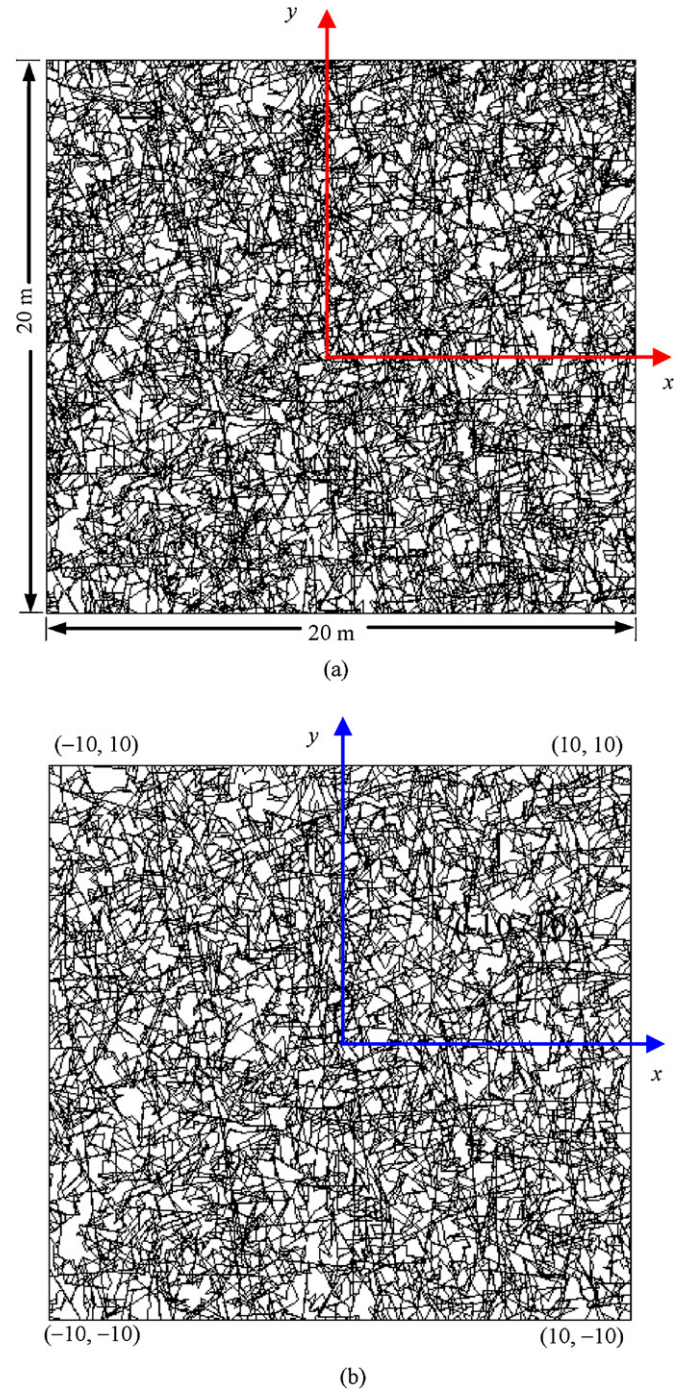 y
20 m
x
20 m
(a)
(–10, 10)
y
(10, 10)
x
(–10, –10)
(10, –10)
(b)